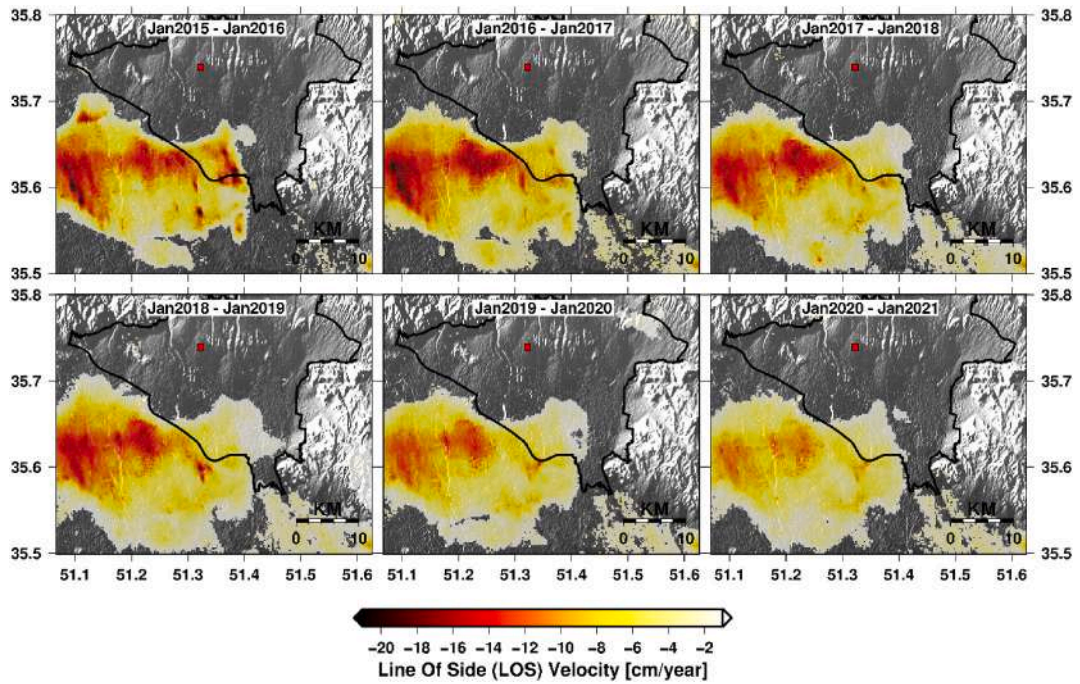 Jan2015 - Jan2016
Jan2016 - Jan2017
Jan2017 - Jan2018
35.8
35.7
35.6
35.5
KM
0 10
KM
0 10
KM
0 10
35.8
35.7
35.6
35.5
Jan2018 - Jan2019
Jan2019 - Jan2020
Jan2020 - Jan2021
35.8
35.7
35.6
35.5
KM
0 10
KM
0 10
KM
0 10
35.8
35.7
35.6
35.5
51.1 51.2 51.3 51.4 51.5 51.6
51.1 51.2 51.3 51.4 51.5 51.6
51.1 51.2 51.3 51.4 51.5 51.6
−20 −18 −16 −14 −12 −10 −8 −6 −4 −2
Line Of Side (LOS) Velocity [cm/year]